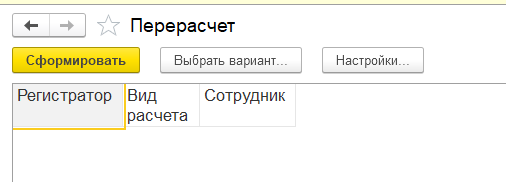 Перерасчет
Сформировать
Выбрать вариант...
Настройки...
Регистратор
Вид
расчета
Сотрудник